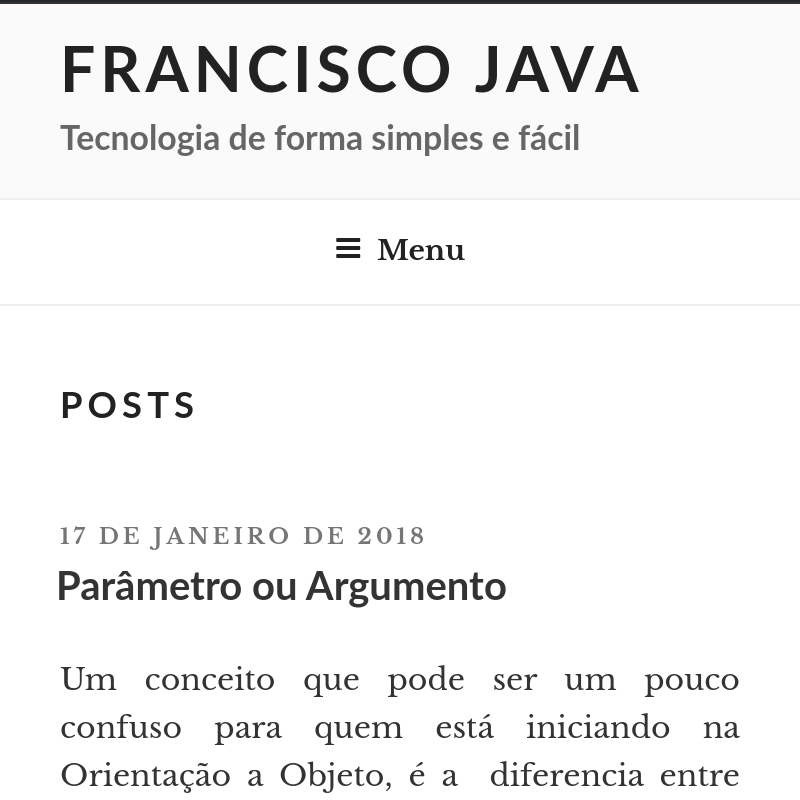 FRANCISCO JAVA
Tecnologia de forma simples e fácil
Menu
POSTS
17 DE JANEIRO DE 2018
Parâmetro ou Argumento
Um conceito que pode ser um pouco
confuso para quem está iniciando na
Orientação a Objeto, é a diferencia entre